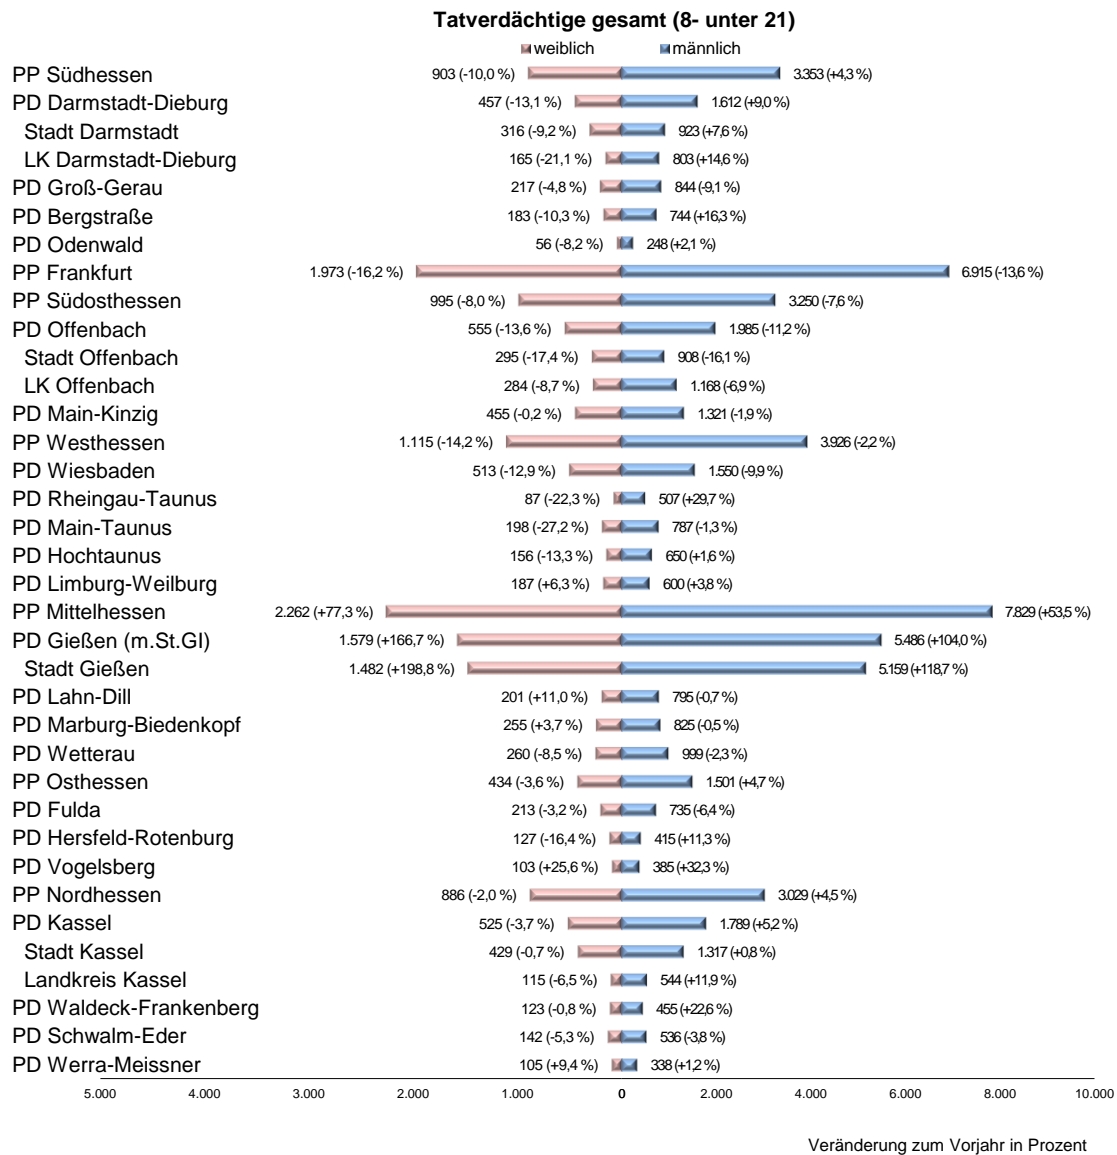 Tatverdächtige gesamt (8- unter 21)
weiblich männlich
PP Südhessen 903 (-10,0 %) 3.353 (+4,3 %)
PD Darmstadt-Dieburg 457 (-13,1 %) 1.612 (+9,0 %)
Stadt Darmstadt 316 (-9,2 %) 923 (+7,6 %)
LK Darmstadt-Dieburg 165 (-21,1 %) 803 (+14,6 %)
PD Groß-Gerau 217 (-4,8 %) 844 (-9,1 %)
PD Bergstraße 183 (-10,3 %) 744 (+16,3 %)
PD Odenwald 56 (-8,2 %) 248 (+2,1 %)
PP Frankfurt 1.973 (-16,2 %) 6.915 (-13,6 %)
PP Südosthessen 995 (-8,0 %) 3.250 (-7,6 %)
PD Offenbach 555 (-13,6 %) 1.985 (-11,2 %)
Stadt Offenbach 295 (-17,4 %) 908 (-16,1 %)
LK Offenbach 284 (-8,7 %) 1.168 (-6,9 %)
PD Main-Kinzig 455 (-0,2 %) 1.321 (-1,9 %)
PP Westhessen 1.115 (-14,2 %) 3.926 (-2,2 %)
PD Wiesbaden 513 (-12,9 %) 1.550 (-9,9 %)
PD Rheingau-Taunus 87 (-22,3 %) 507 (+29,7 %)
PD Main-Taunus 198 (-27,2 %) 787 (-1,3 %)
PD Hochtaunus 156 (-13,3 %) 650 (+1,6 %)
PD Limburg-Weilburg 187 (+6,3 %) 600 (+3,8 %)
PP Mittelhessen 2.262 (+77,3 %) 7.829 (+53,5 %)
PD Gießen (m.St.GI) 1.579 (+166,7 %) 5.486 (+104,0 %)
Stadt Gießen 1.482 (+198,8 %) 5.159 (+118,7 %)
PD Lahn-Dill 201 (+11,0 %) 795 (-0,7 %)
PD Marburg-Biedenkopf 255 (+3,7 %) 825 (-0,5 %)
PD Wetterau 260 (-8,5 %) 999 (-2,3 %)
PP Osthessen 434 (-3,6 %) 1.501 (+4,7 %)
PD Fulda 213 (-3,2 %) 735 (-6,4 %)
PD Hersfeld-Rotenburg 127 (-16,4 %) 415 (+11,3 %)
PD Vogelsberg 103 (+25,6 %) 385 (+32,3 %)
PP Nordhessen 886 (-2,0 %) 3.029 (+4,5 %)
PD Kassel 525 (-3,7 %) 1.789 (+5,2 %)
Stadt Kassel 429 (-0,7 %) 1.317 (+0,8 %)
Landkreis Kassel 115 (-6,5 %) 544 (+11,9 %)
PD Waldeck-Frankenberg 123 (-0,8 %) 455 (+22,6 %)
PD Schwalm-Eder 142 (-5,3 %) 536 (-3,8 %)
PD Werra-Meissner 105 (+9,4 %) 338 (+1,2 %)
5.000 4.000 3.000 2.000 1.000 0 2.000 4.000 6.000 8.000 10.000
Veränderung zum Vorjahr in Prozent